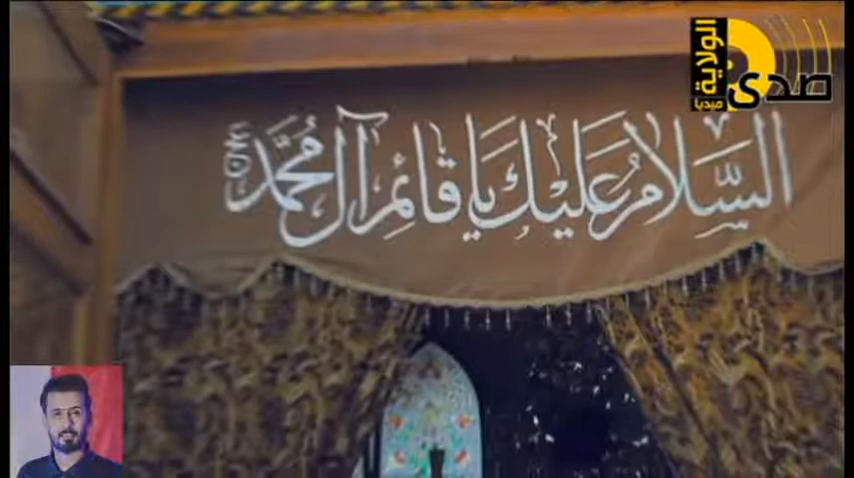 صدى الولاية ميديا
السلام عليك يا قائم آل محمد